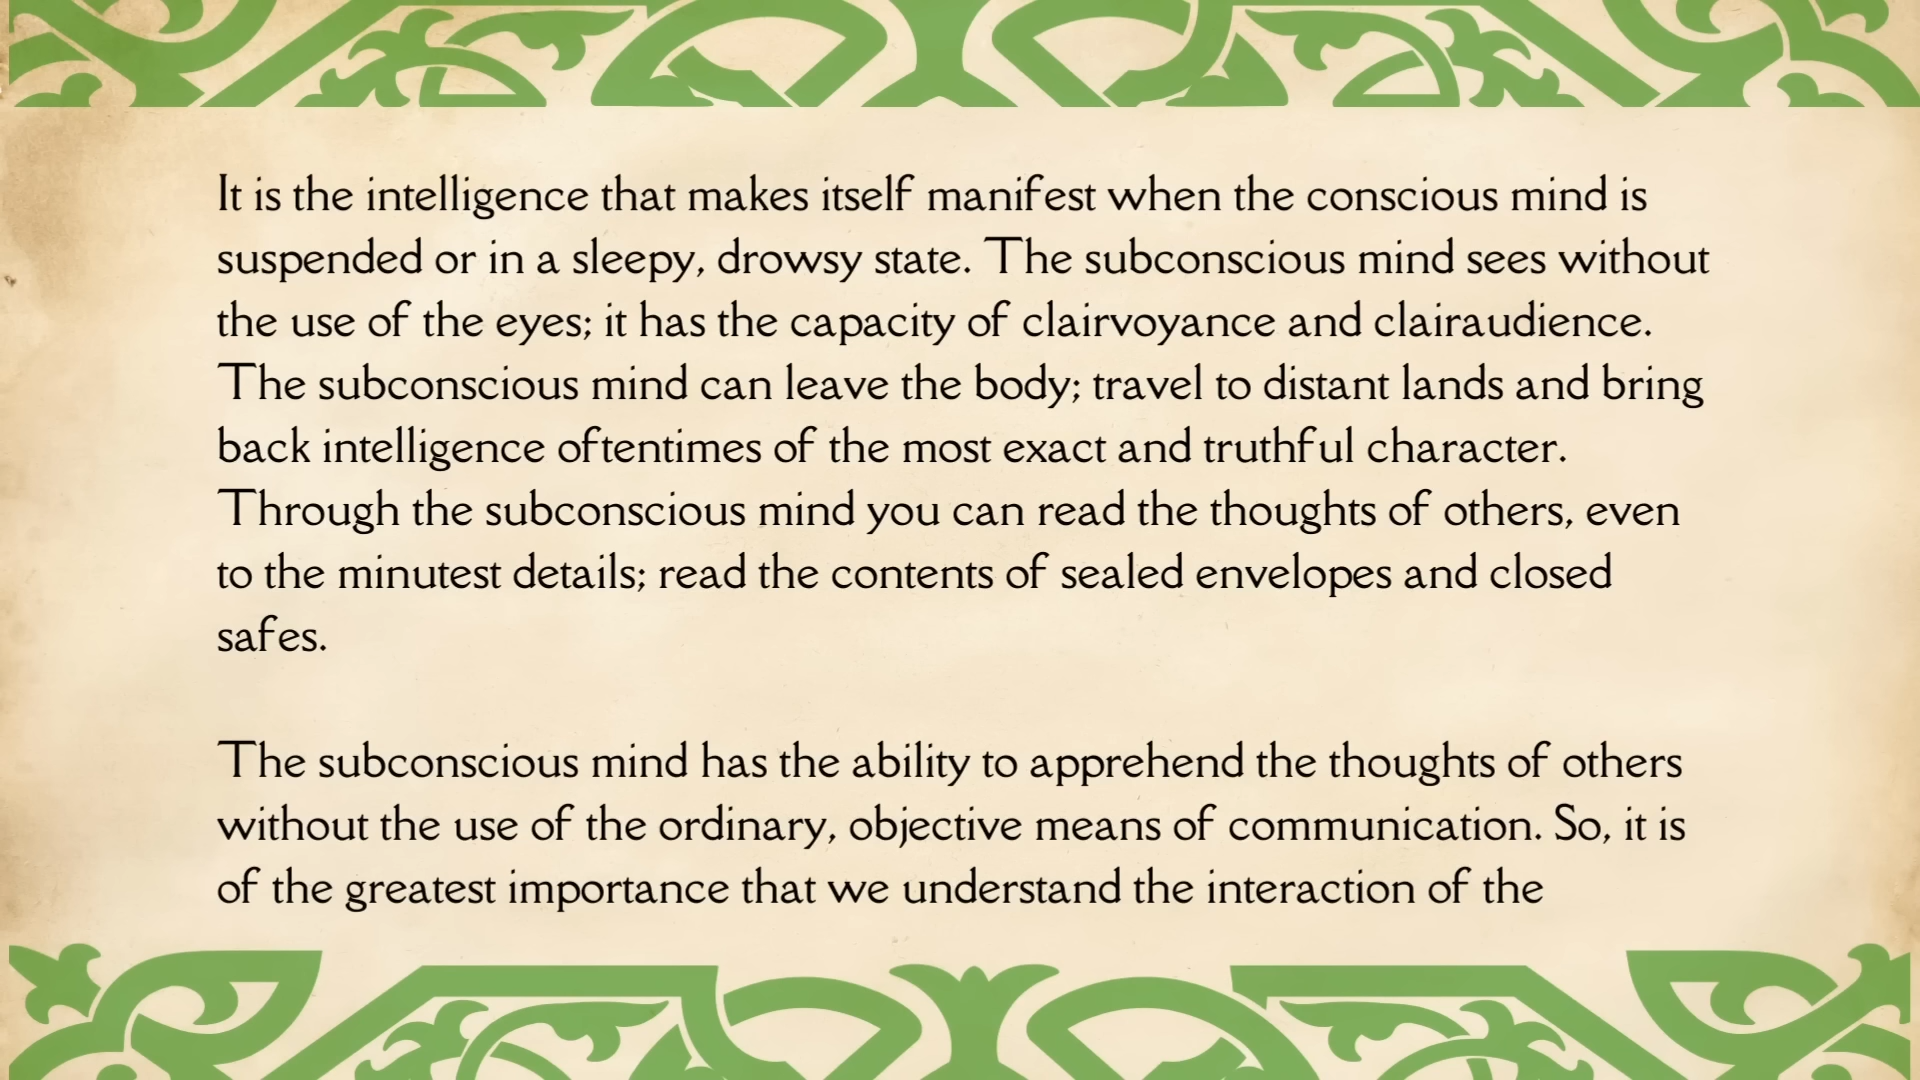 It is the intelligence that makes itself manifest when the conscious mind is
suspended or in a sleepy, drowsy state. The subconscious mind sees without
the use of the eyes; it has the capacity of clairvoyance and clairaudience.
The subconscious mind can leave the body; travel to distant lands and bring
back intelligence oftentimes of the most exact and truthful character.
Through the subconscious mind you can read the thoughts of others, even
to the minutest details; read the contents of sealed envelopes and closed
safes.
The subconscious mind has the ability to apprehend the thoughts of others
without the use of the ordinary, objective means of communication. So, it is
of the greatest importance that we understand the interaction of the